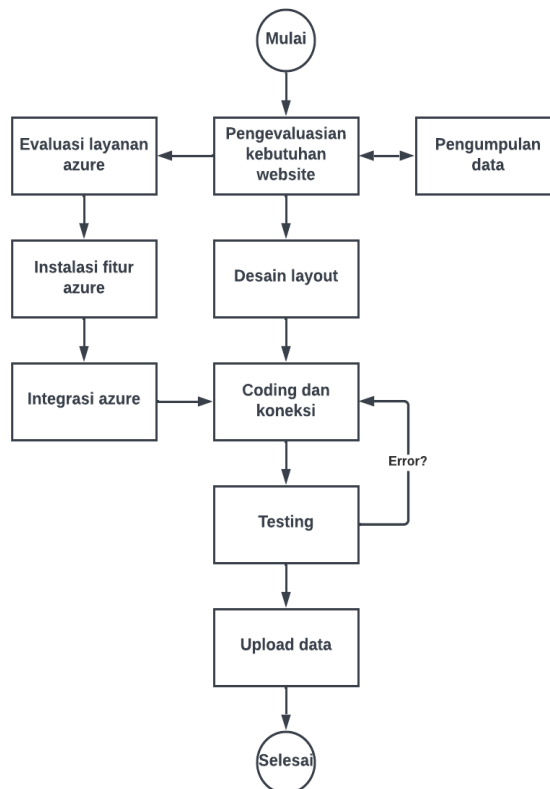 Mulai
Evaluasi layanan
azure
Pengevaluasian
kebutuhan
website
Pengumpulan
data
Instalasi fitur
azure
Desain layout
Integrasi azure
Coding dan
koneksi
Error?
Testing
Upload data
Selesai